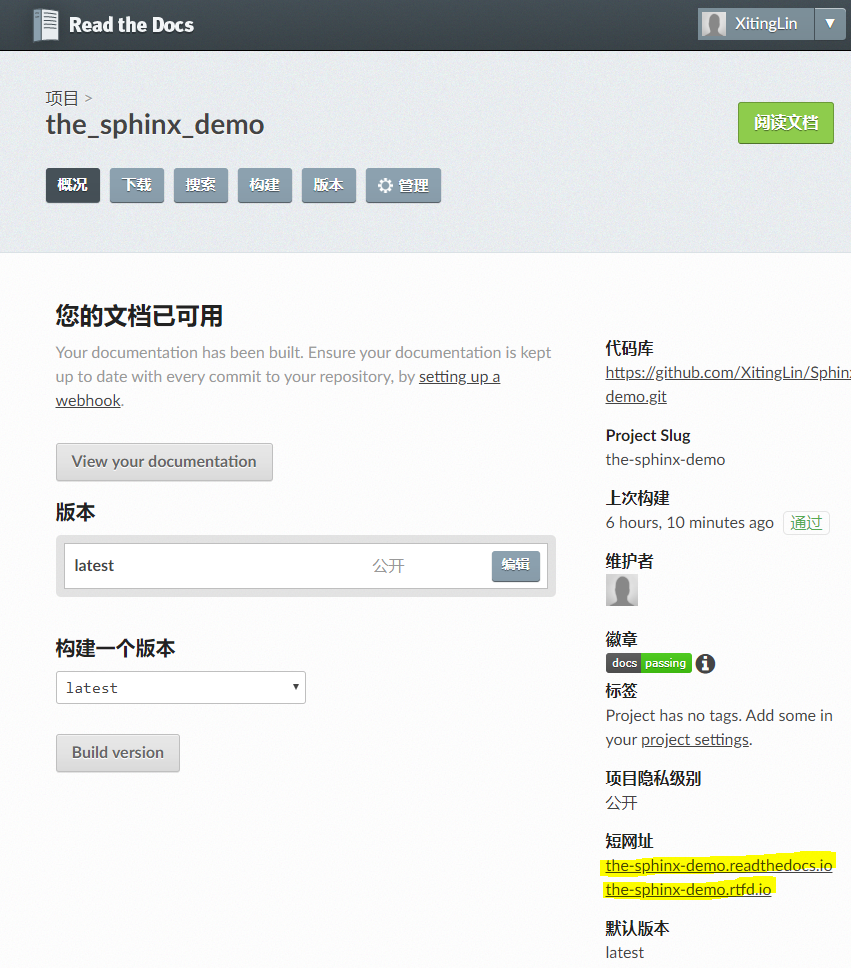 Read the Docs
XitingLin
项目 >
the_sphinx_demo
阅读文档
概况 下载 搜索 构建 版本 管理
您的文档已可用
Your documentation has been built. Ensure your documentation is kept
up to date with every commit to your repository, by setting up a
webhook.
View your documentation
版本
latest 公开 编辑
构建一个版本
latest
Build version
代码库
https://github.com/XitingLin/Sphin
demo.git
Project Slug
the-sphinx-demo
上次构建
6 hours, 10 minutes ago 通过
维护者
徽章
docs passing
标签
Project has no tags. Add some in
your project settings.
项目隐私级别
公开
短网址
the-sphinx-demo.readthedocs.io
the-sphinx-demo.rtfd.io
默认版本
latest